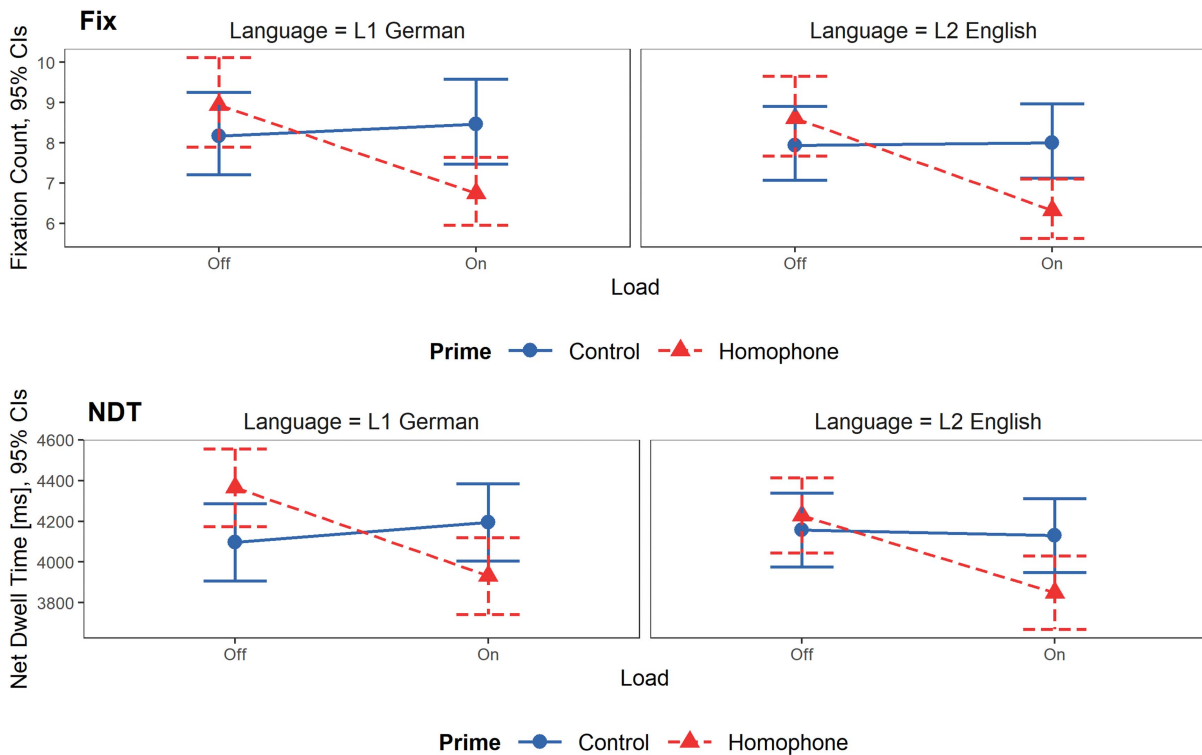 Fix
Language = L1 German
Language = L2 English
Fixation Count, 95% CIs
10
9
8
7
6
Off
On
Off
On
Load
Prime Control Homophone
NDT
Language = L1 German
Language = L2 English
Net Dwell Time [ms], 95% CIs
4600
4400
4200
4000
3800
Off
On
Off
On
Load
Prime Control Homophone